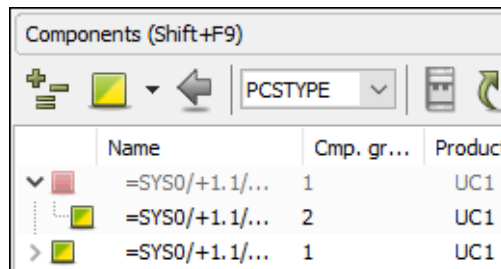 Components (Shift+F9)
PCSTYPE
Name Cmp. gr... Product
=SYS0/+1.1/... 1 UC1
=SYS0/+1.1/... 2 UC1
=SYS0/+1.1/... 1 UC1